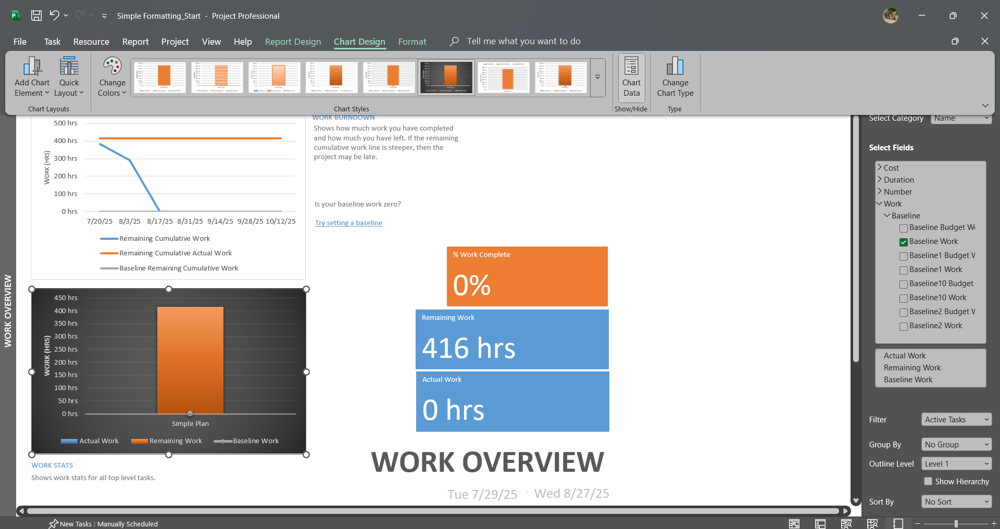 Simple Formatting_Start - Project Professional
File Task Resource Report Project View Help Report Design Chart Design Format Tell me what you want to do
Add Chart Element
Quick Layout
Chart Layouts
Change Colors
Chart Styles
Chart Data
Show/Hide
Change Chart Type
Type
WORK OVERVIEW
500 hrs
400 hrs
300 hrs
200 hrs
100 hrs
0 hrs
WORK (HRS)
7/20/25 8/3/25 8/17/25 8/31/25 9/14/25 9/28/25 10/12/25
Remaining Cumulative Work
Remaining Cumulative Actual Work
Baseline Remaining Cumulative Work
WORK BURNDOWN
Shows how much work you have completed
and how much you have left. If the remaining
cumulative work line is steeper, then the
project may be late.
Is your baseline work zero?
Try setting a baseline
450 hrs
400 hrs
350 hrs
300 hrs
250 hrs
200 hrs
150 hrs
100 hrs
50 hrs
0 hrs
WORK (HRS)
Simple Plan
Actual Work Remaining Work Baseline Work
WORK STATS
Shows work stats for all top level tasks.
% Work Complete
0%
Remaining Work
416 hrs
Actual Work
0 hrs
WORK OVERVIEW
Tue 7/29/25 - Wed 8/27/25
Select Category Name
Select Fields
Cost
Duration
Number
Work
Baseline
Baseline Budget
Baseline Work
Baseline1 Budget
Baseline1 Work
Baseline10 Budget
Baseline10 Work
Baseline2 Budget
Baseline2 Work
Actual Work
Remaining Work
Baseline Work
Filter Active Tasks
Group By No Group
Outline Level Level 1
Show Hierarchy
Sort By No Sort
New Tasks : Manually Scheduled